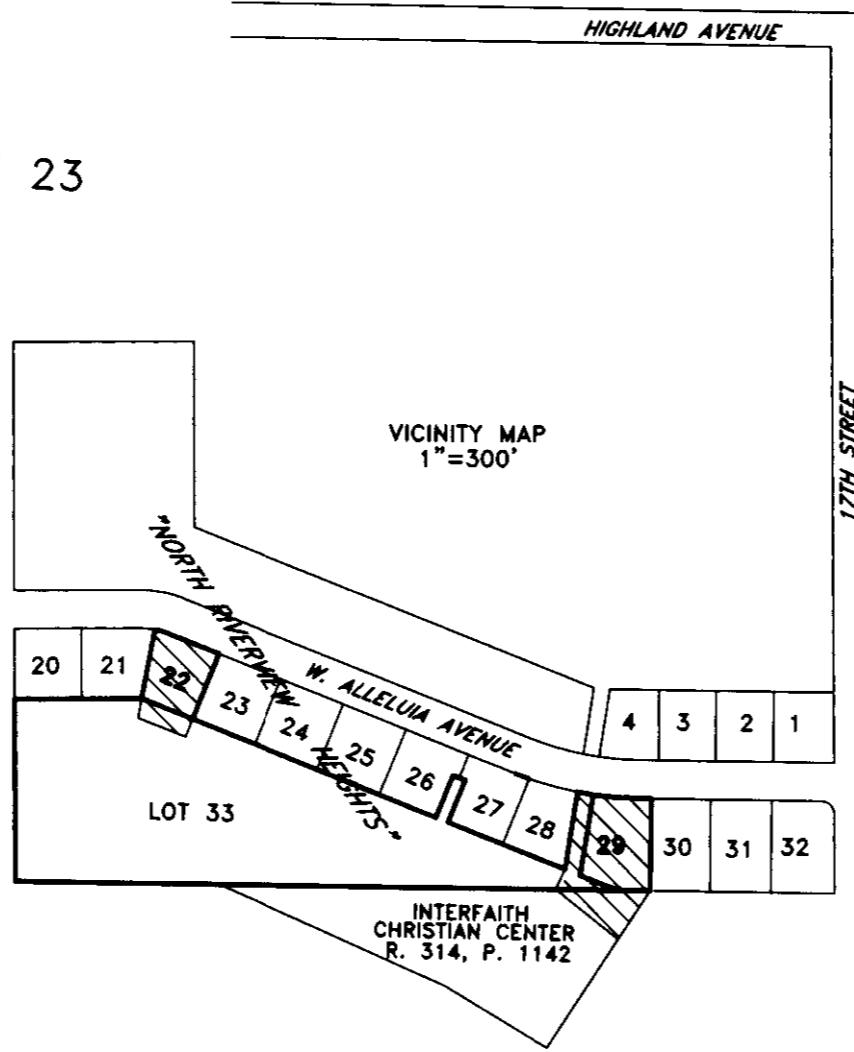 HIGHLAND AVENUE
23
17TH STREET
VICINITY MAP
1"=300'
"NORTH RIVERVIEW
HEIGHTS"
W. ALLELUIA AVENUE
20
21
22
23
24
25
26
27
28
29
30
31
32
4
3
2
1
LOT 33
INTERFAITH
CHRISTIAN CENTER
R. 314, P. 1142